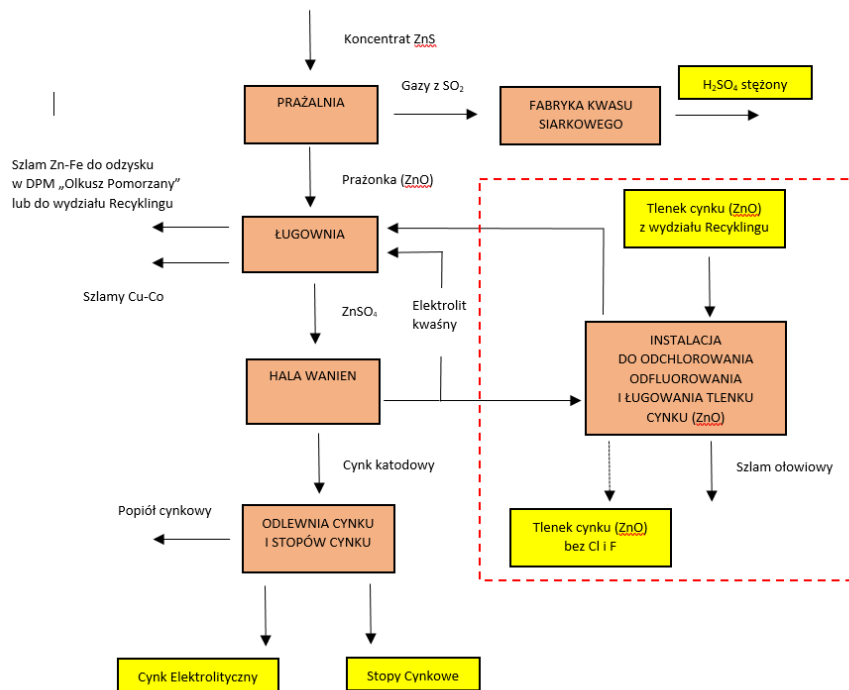 Koncentrat ZnS
PRAŻALNIA
Gazy z SO₂
FABRYKA KWASU
SIARKOWEGO
H₂SO₄ stężony
Szlam Zn-Fe do odzysku
w DPM „Olkusz Pomorzany”
lub do wydziału Recyklingu
Prażonka (ZnO)
Tlenek cynku (ZnO)
z wydziału Recyklingu
ŁUGOWNIA
Szlamy Cu-Co
ZnSO₄
Elektrolit
kwaśny
INSTALACJA
DO ODCHLOROWANIA
ODFLUOROWANIA
I ŁUGOWANIA TLENKU
CYNKU (ZnO)
HALA WANIEN
Cynk katodowy
Szlam ołowiowy
Popiół cynkowy
ODLEWNIA CYNKU
I STOPÓW CYNKU
Tlenek cynku (ZnO)
bez Cl i F
Cynk Elektrolityczny
Stopy Cynkowe